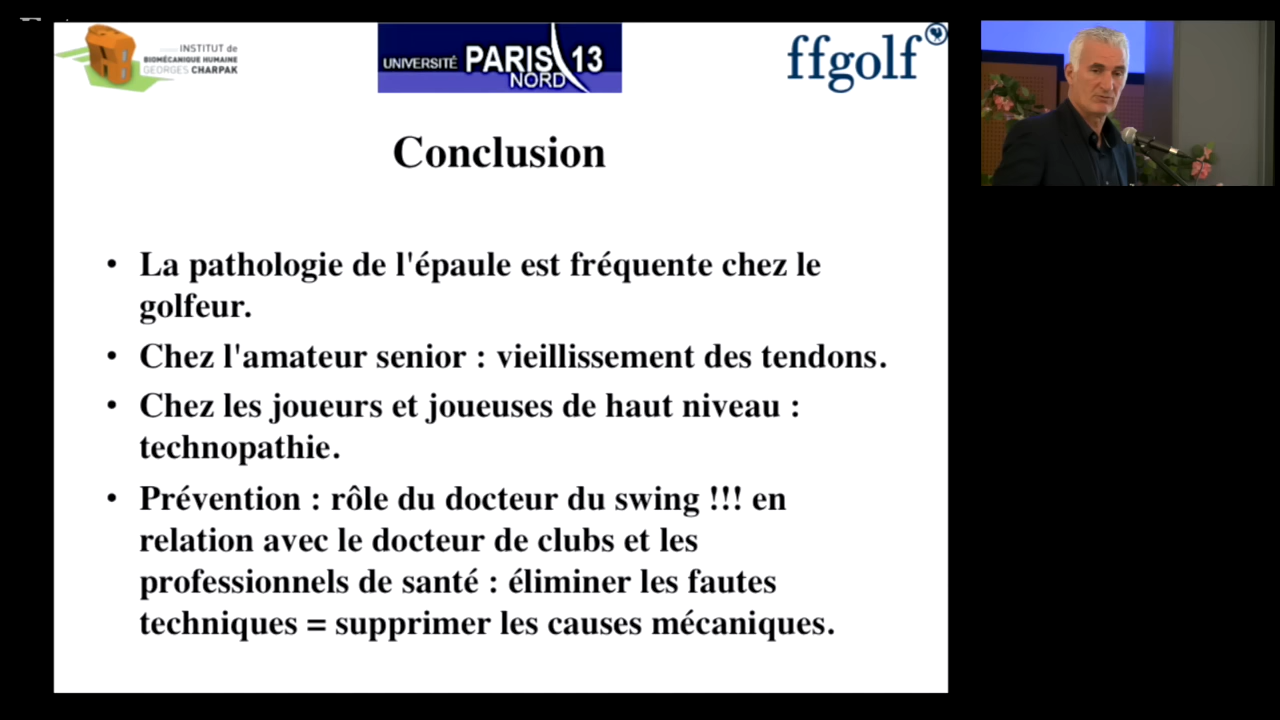 INSTITUT de
BIOMÉCANIQUE HUMAINE
GEORGES CHARPAK
UNIVERSITÉ PARIS 13
NORD
ffgolf
Conclusion
• La pathologie de l'épaule est fréquente chez le
golfeur.
• Chez l'amateur senior : vieillissement des tendons.
• Chez les joueurs et joueuses de haut niveau :
technopathie.
• Prévention : rôle du docteur du swing !!! en
relation avec le docteur de clubs et les
professionnels de santé : éliminer les fautes
techniques = supprimer les causes mécaniques.